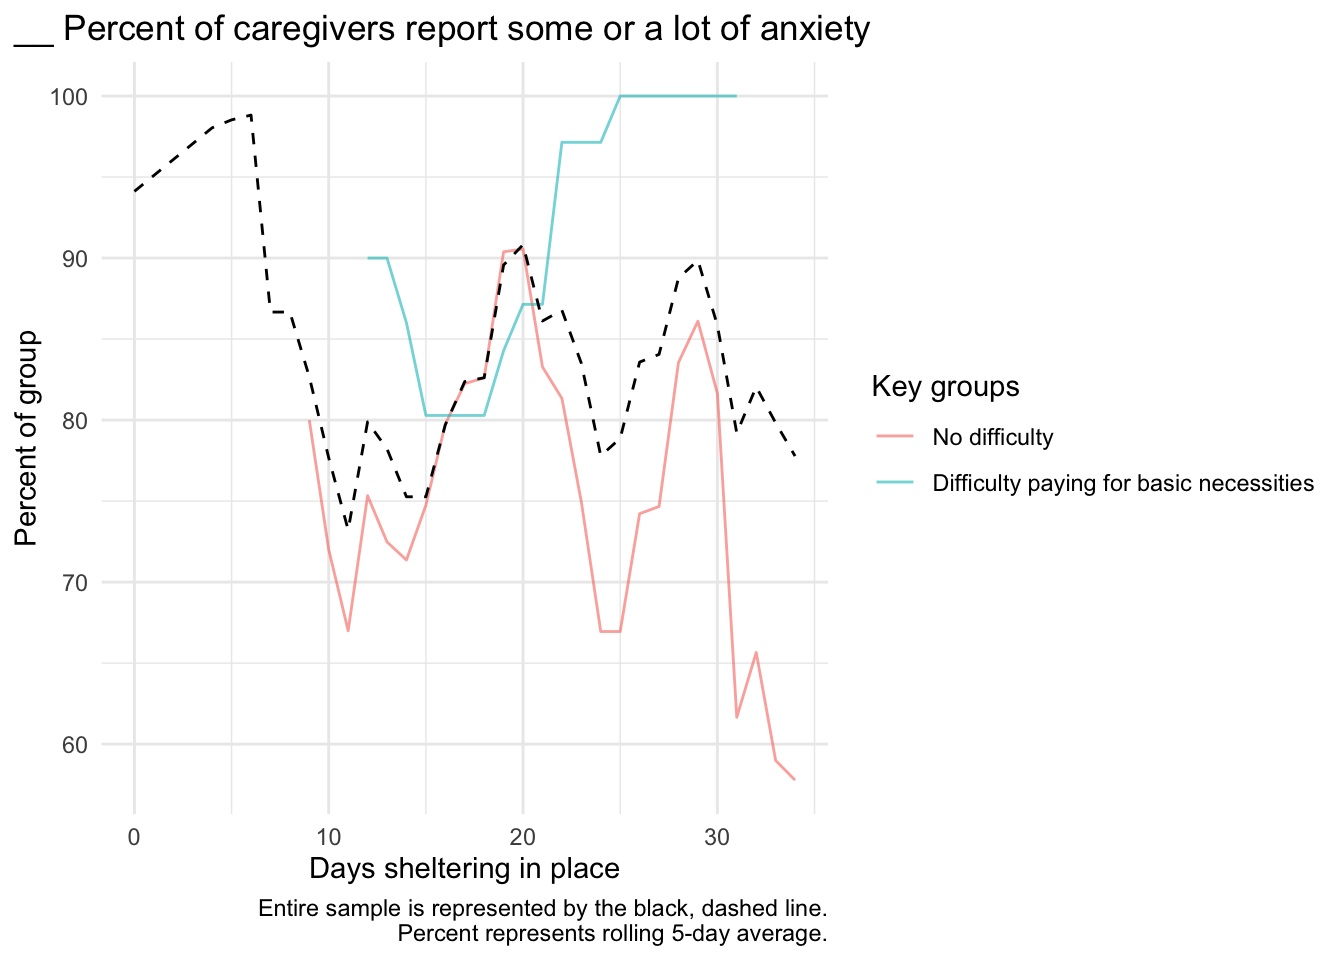 __ Percent of caregivers report some or a lot of anxiety
100
90
80
70
60
Percent of group
0 10 20 30
Days sheltering in place
Key groups
No difficulty
Difficulty paying for basic necessities
Entire sample is represented by the black, dashed line.
Percent represents rolling 5-day average.